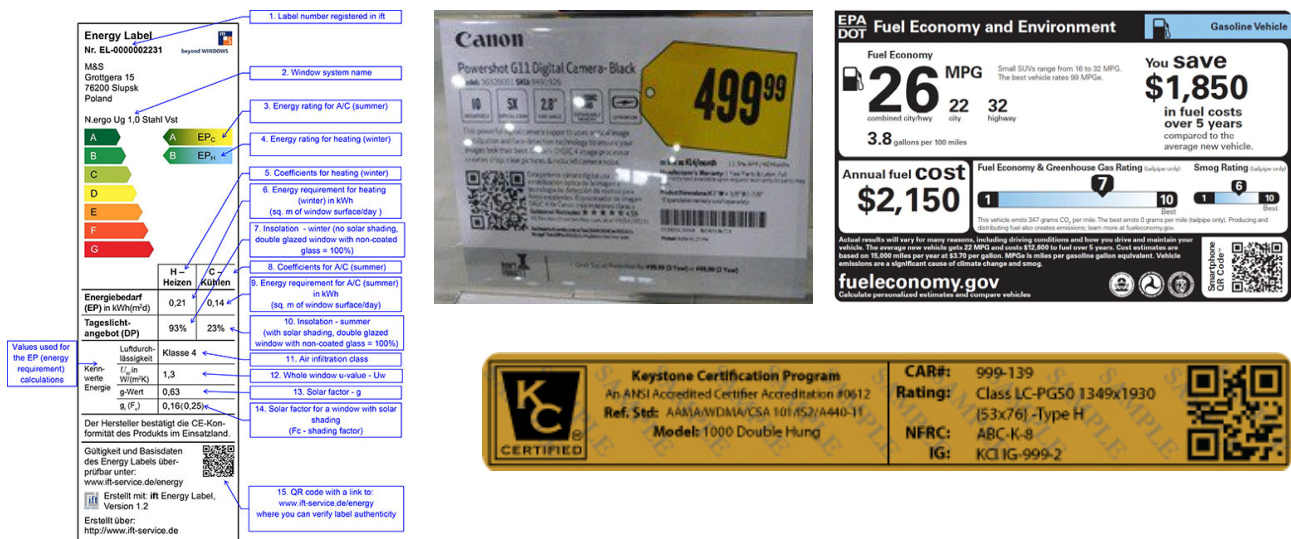 Energy Label
Nr. EL-0000002231
beyond WINDOWS
M&S
Grottgera 15
76200 Slupsk
Poland
N.ergo Ug 1,0 Stahl Vst
A
B
C
D
E
F
G
A EPC
B EPH
H – Heizen
C – Kühlen
Energiebedarf (EP) in kWh(m²d)
0,21
0,14
Tageslicht-
angebot (DP)
93%
23%
Kenn-
werte
Energie
Luftdurch-
lässigkeit
Klasse 4
Uw in
W/(m²K)
1,3
g-Wert
0,63
gt (Fc)
0,16(0,25)
Der Hersteller bestätigt die CE-Kon-
formität des Produkts im Einsatzland.
Gültigkeit und Basisdaten
des Energy Labels über-
prüfbar unter:
www.ift-service.de/energy
ift
Erstellt mit: ift Energy Label,
Version 1.2
Erstellt über:
http://www.ift-service.de
Values used for
the EP (energy
requirement)
calculations
1. Label number registered in ift
2. Window system name
3. Energy rating for A/C (summer)
4. Energy rating for heating (winter)
5. Coefficients for heating (winter)
6. Energy requirement for heating
(winter) in kWh
(sq. m of window surface/day )
7. Insolation - winter (no solar shading,
double glazed window with non-coated
glass = 100%)
8. Coefficients for A/C (summer)
9. Energy requirement for A/C (summer)
in kWh
(sq. m of window surface/day)
10. Insolation - summer
(with solar shading, double glazed
window with non-coated glass = 100%)
11. Air infiltration class
12. Whole window u-value - Uw
13. Solar factor - g
14. Solar factor for a window with solar
shading
(Fc - shading factor)
15. QR code with a link to:
www.ift-service.de/energy
where you can verify label authenticity
Canon
Powershot G11 Digital Camera- Black
10
5X
2.8"
499⁹⁹
EPA
DOT
Fuel Economy and Environment
Gasoline Vehicle
Fuel Economy
26 MPG
combined city/hwy
22
city
32
highway
3.8 gallons per 100 miles
Small SUVs range from 16 to 32 MPG.
The best vehicle rates 99 MPGe.
You save
$1,850
in fuel costs
over 5 years
compared to the
average new vehicle.
Annual fuel cost
$2,150
Fuel Economy & Greenhouse Gas Rating (tailpipe only)
1
7
10
Best
Smog Rating (tailpipe only)
1
6
10
Best
This vehicle emits 347 grams CO₂ per mile. The best emits 0 grams per mile (tailpipe only). Producing and
distributing fuel also creates emissions; learn more at fueleconomy.gov.
Actual results will vary for many reasons, including driving conditions and how you drive and maintain your
vehicle. The average new vehicle gets 22 MPG and costs $12,600 to fuel over 5 years. Cost estimates are
based on 15,000 miles per year at $3.70 per gallon. MPGe is miles per gasoline gallon equivalent. Vehicle
emissions are a significant cause of climate change and smog.
fueleconomy.gov
Calculate personalized estimates and compare vehicles
Smartphone
QR Code™
KC
®
CERTIFIED
Keystone Certification Program
An ANSI Accredited Certifier Accreditation #0612
Ref. Std: AAMA/WDMA/CSA 101/IS2/A440-11
Model: 1000 Double Hung
CAR#: 999-139
Rating: Class LC-PG50 1349x1930
(53x76) -Type H
NFRC: ABC-K-8
IG: KCI IG-999-2
SAMPLE
SAMPLE
SAMPLE
SAMPLE